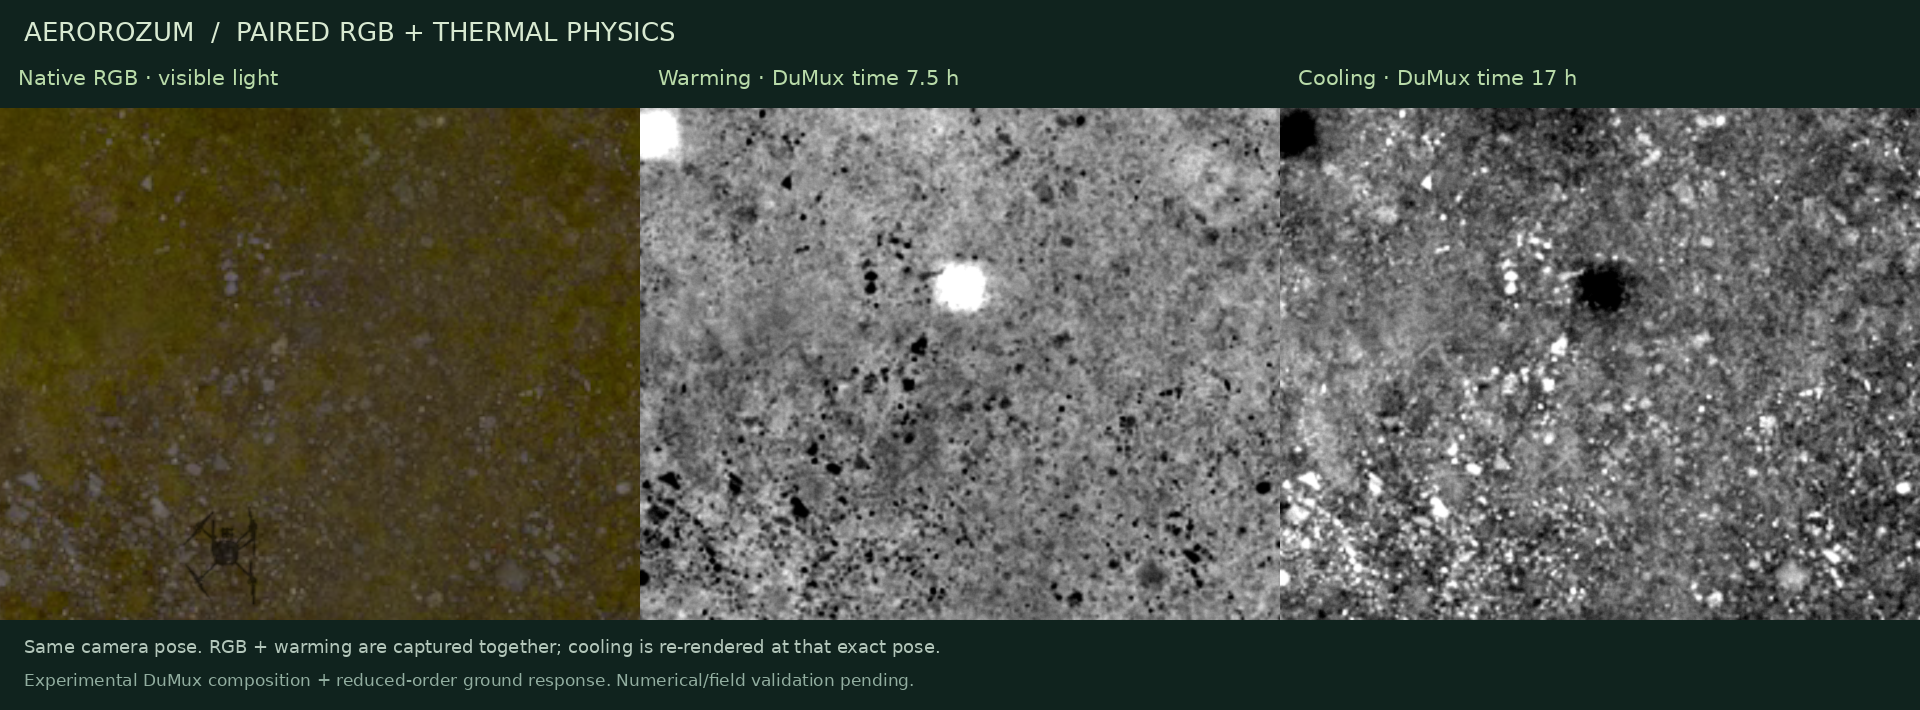 AEROROZUM / PAIRED RGB + THERMAL PHYSICS
Native RGB · visible light
Warming · DuMux time 7.5 h
Cooling · DuMux time 17 h
Same camera pose. RGB + warming are captured together; cooling is re-rendered at that exact pose.
Experimental DuMux composition + reduced-order ground response. Numerical/field validation pending.